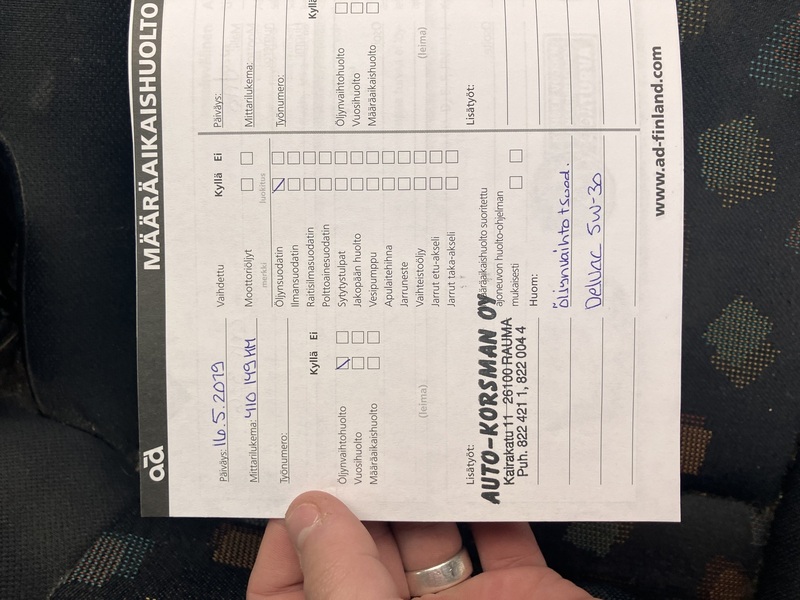 ad MÄÄRÄAIKAISHUOLTO
Päiväys: 16.5.2019
Mittarilukema: 410 149 KM
Työnumero:
Kyllä Ei
Öljynvaihtohuolto
Vuosihuolto
Määräaikaishuolto
(leima)
Lisätyöt:
AUTO-KORSMAN OY
Kairakatu 11 26100 RAUMA
Puh. 822 421 1, 822 004 4
Vaihdettu Kyllä Ei
Moottoriöljyt
merkki luokitus
Öljynsuodatin
Ilmansuodatin
Raitisilmasuodatin
Polttoainesuodatin
Sytytystulpat
Jakopään huolto
Vesipumppu
Apulaitehihna
Jarruneste
Vaihteistoöljy
Jarrut etu-akseli
Jarrut taka-akseli
Määräaikaishuolto suoritettu
ajoneuvon huolto-ohjelman
mukaisesti
Huom:
Öljynvaihto+suod.
Delvac 5W-30
Päiväys:
Mittarilukema:
Työnumero:
Kyllä
Öljynvaihtohuolto
Vuosihuolto
Määräaikaishuolto
(leima)
Lisätyöt:
www.ad-finland.com